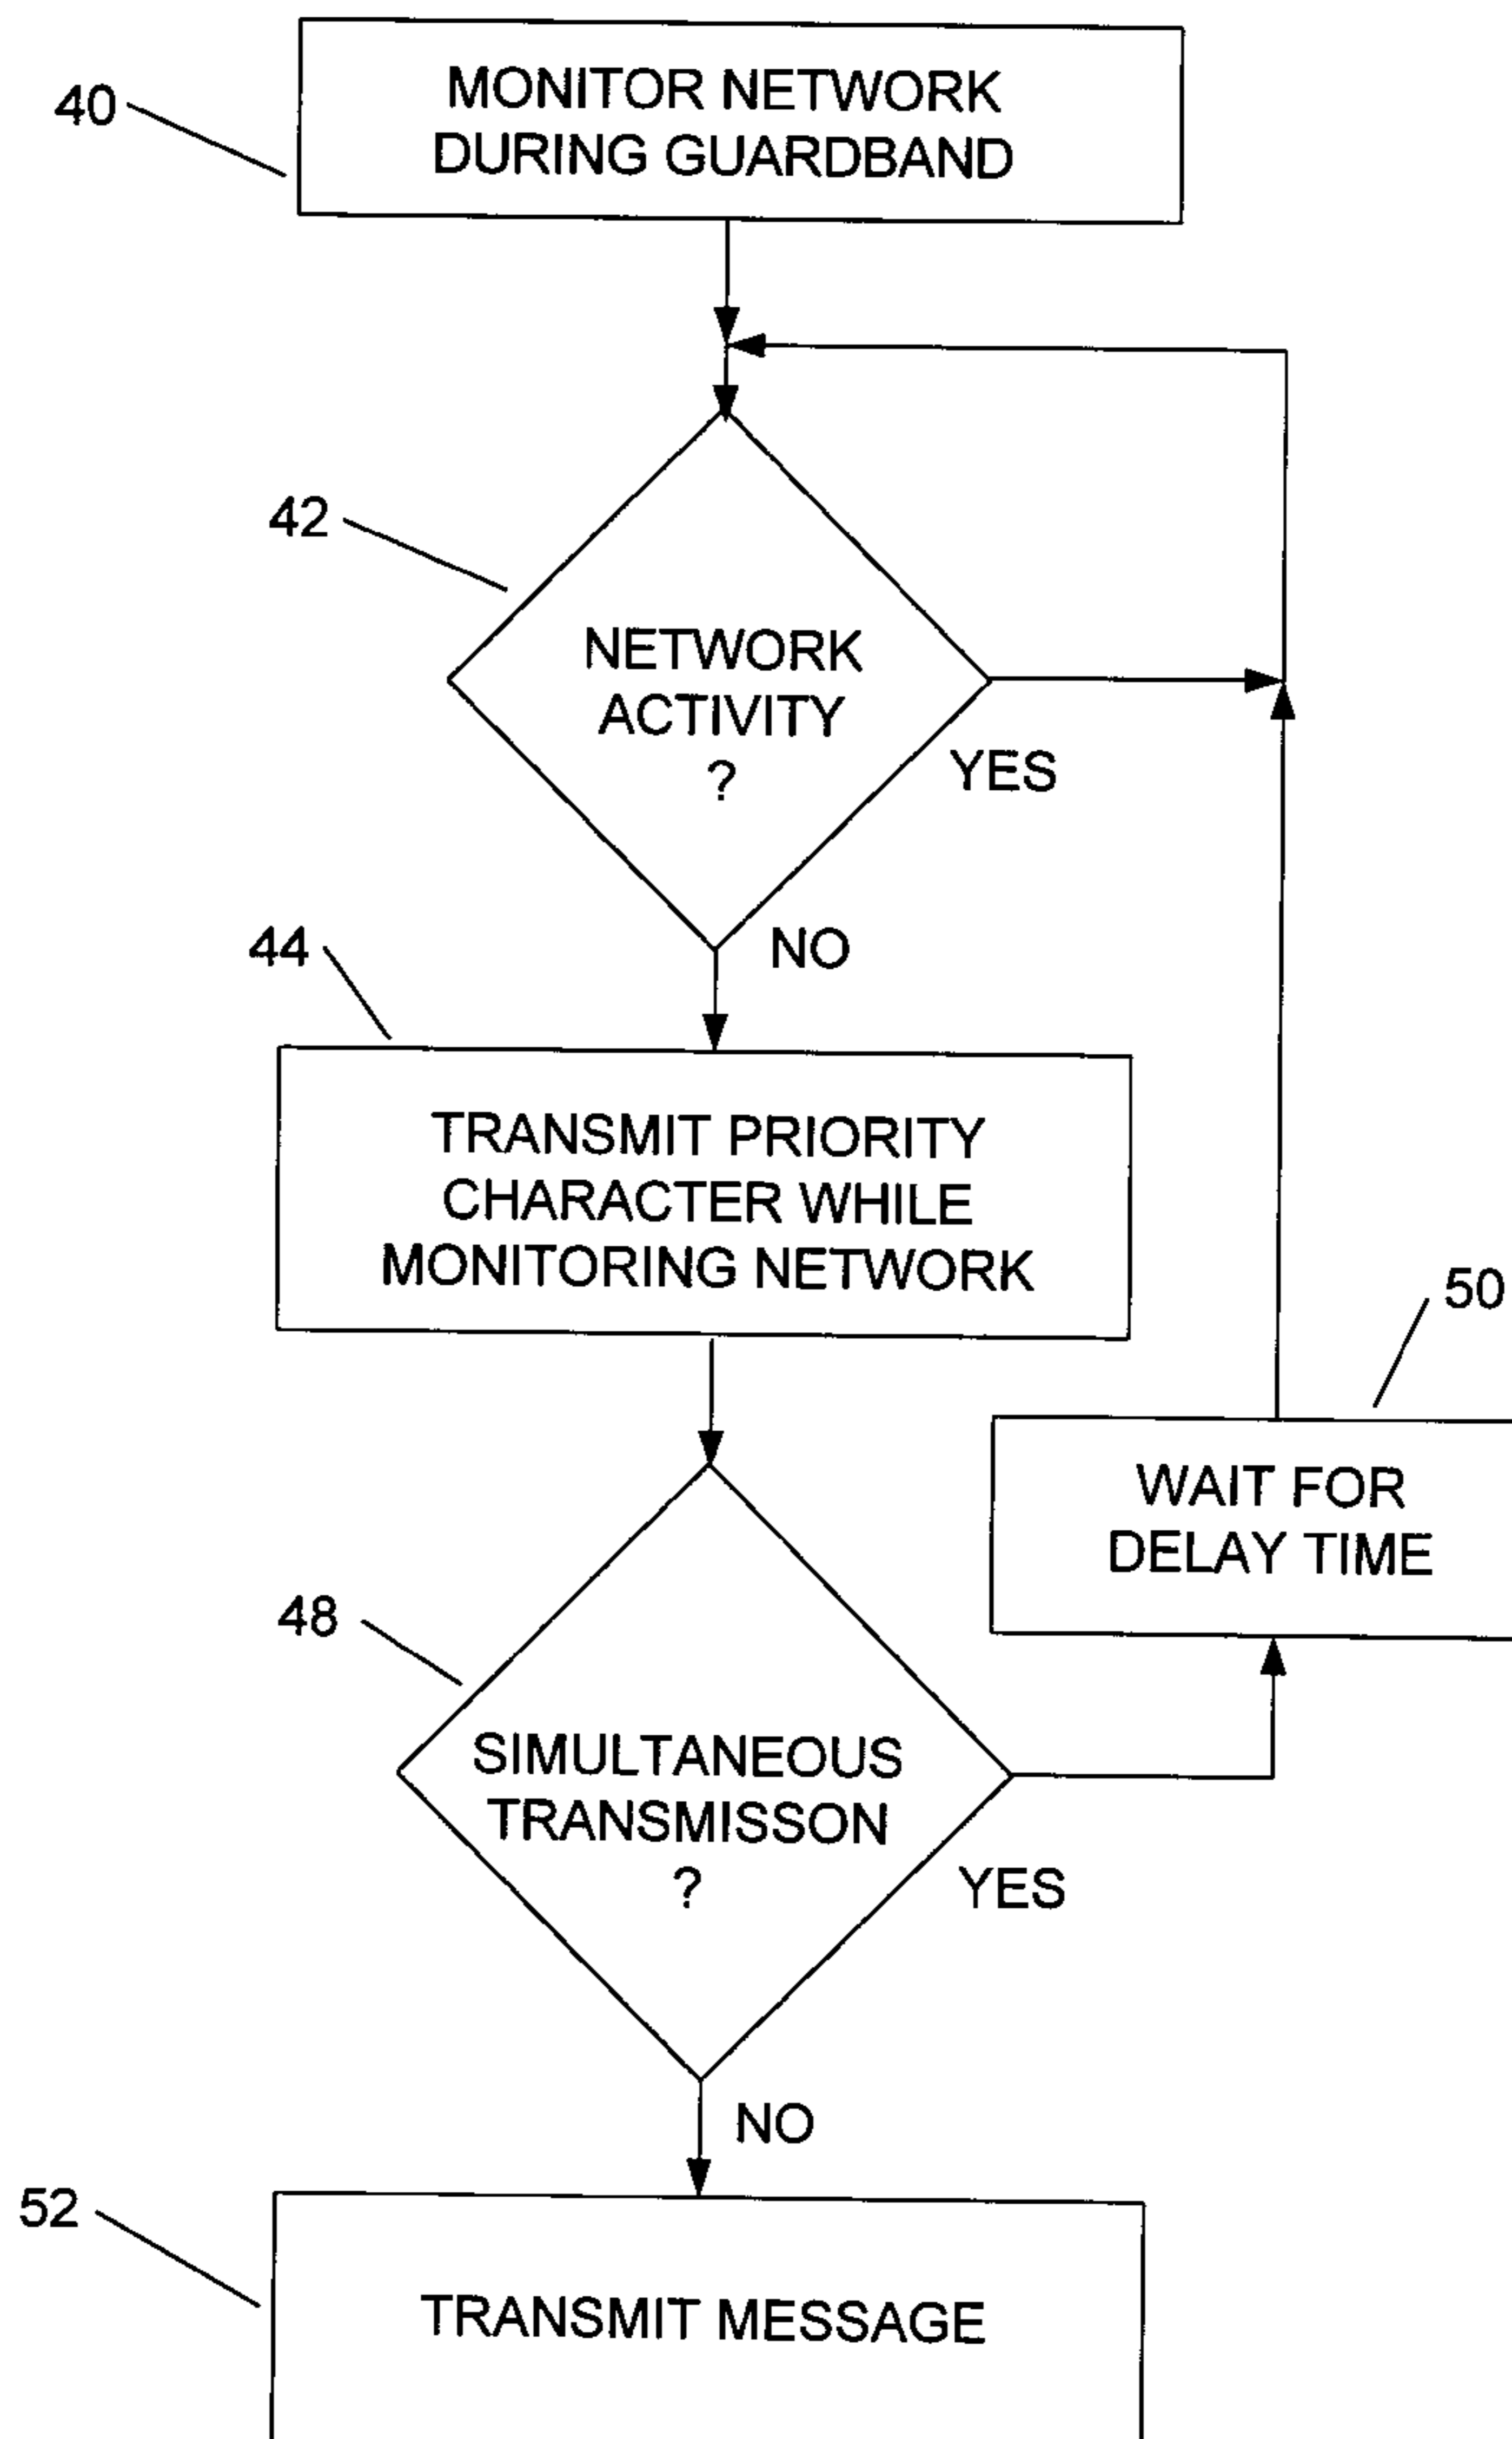 40
MONITOR NETWORK
DURING GUARDBAND
42
NETWORK
ACTIVITY
?
YES
NO
44
TRANSMIT PRIORITY
CHARACTER WHILE
MONITORING NETWORK
50
WAIT FOR
DELAY TIME
48
SIMULTANEOUS
TRANSMISSON
?
YES
NO
52
TRANSMIT MESSAGE